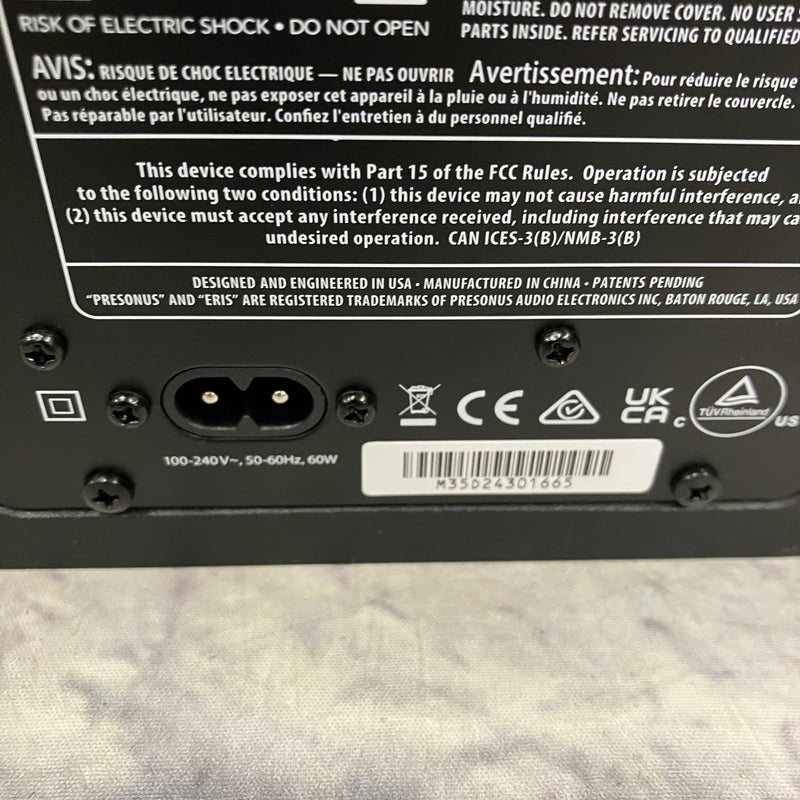 MOISTURE. DO NOT REMOVE COVER. NO USER
RISK OF ELECTRIC SHOCK • DO NOT OPEN
PARTS INSIDE. REFER SERVICING TO QUALIFIED
AVIS: RISQUE DE CHOC ELECTRIQUE — NE PAS OUVRIR Avertissement: Pour réduire le risque
ou un choc électrique, ne pas exposer cet appareil à la pluie ou à l'humidité. Ne pas retirer le couvercle.
Pas réparable par l'utilisateur. Confiez l'entretien à du personnel qualifié.
This device complies with Part 15 of the FCC Rules. Operation is subjected
to the following two conditions: (1) this device may not cause harmful interference,
(2) this device must accept any interference received, including interference that may
undesired operation. CAN ICES-3(B)/NMB-3(B)
DESIGNED AND ENGINEERED IN USA • MANUFACTURED IN CHINA • PATENTS PENDING
"PRESONUS" AND "ERIS" ARE REGISTERED TRADEMARKS OF PRESONUS AUDIO ELECTRONICS INC, BATON ROUGE, LA, USA
CE
UK
CA
c TÜVRheinland US
100-240V~, 50-60Hz, 60W
M35D24301665